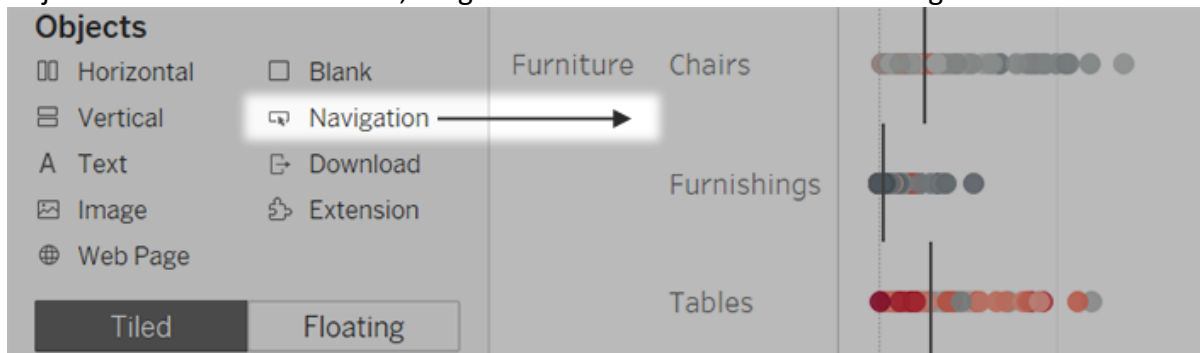 Objects
Horizontal Blank
Vertical Navigation
Text Download
Image Extension
Web Page
Tiled Floating
Furniture Chairs
Furnishings
Tables